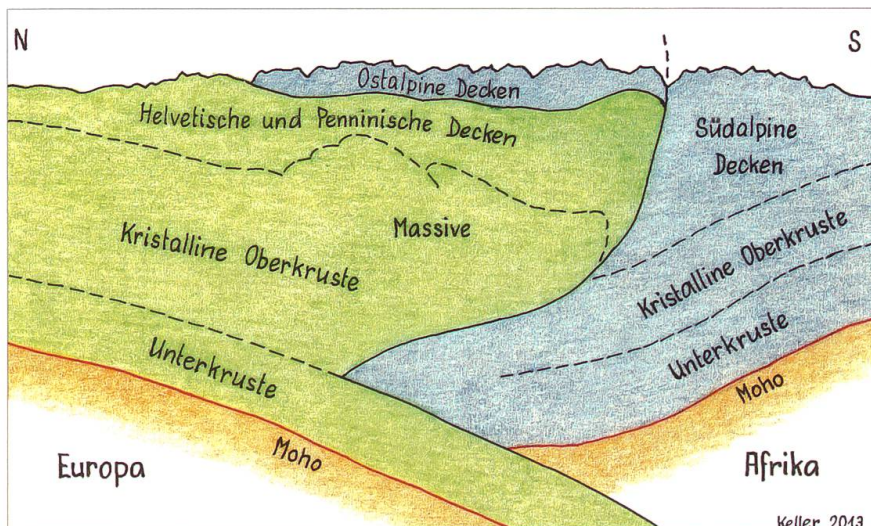 N
S
Ostalpine Decken
Helvetische und Penninische Decken
Südalpine
Decken
Massive
Kristalline Oberkruste
Kristalline Oberkruste
Unterkruste
Unterkruste
Moho
Moho
Europa
Afrika
Keller 2013